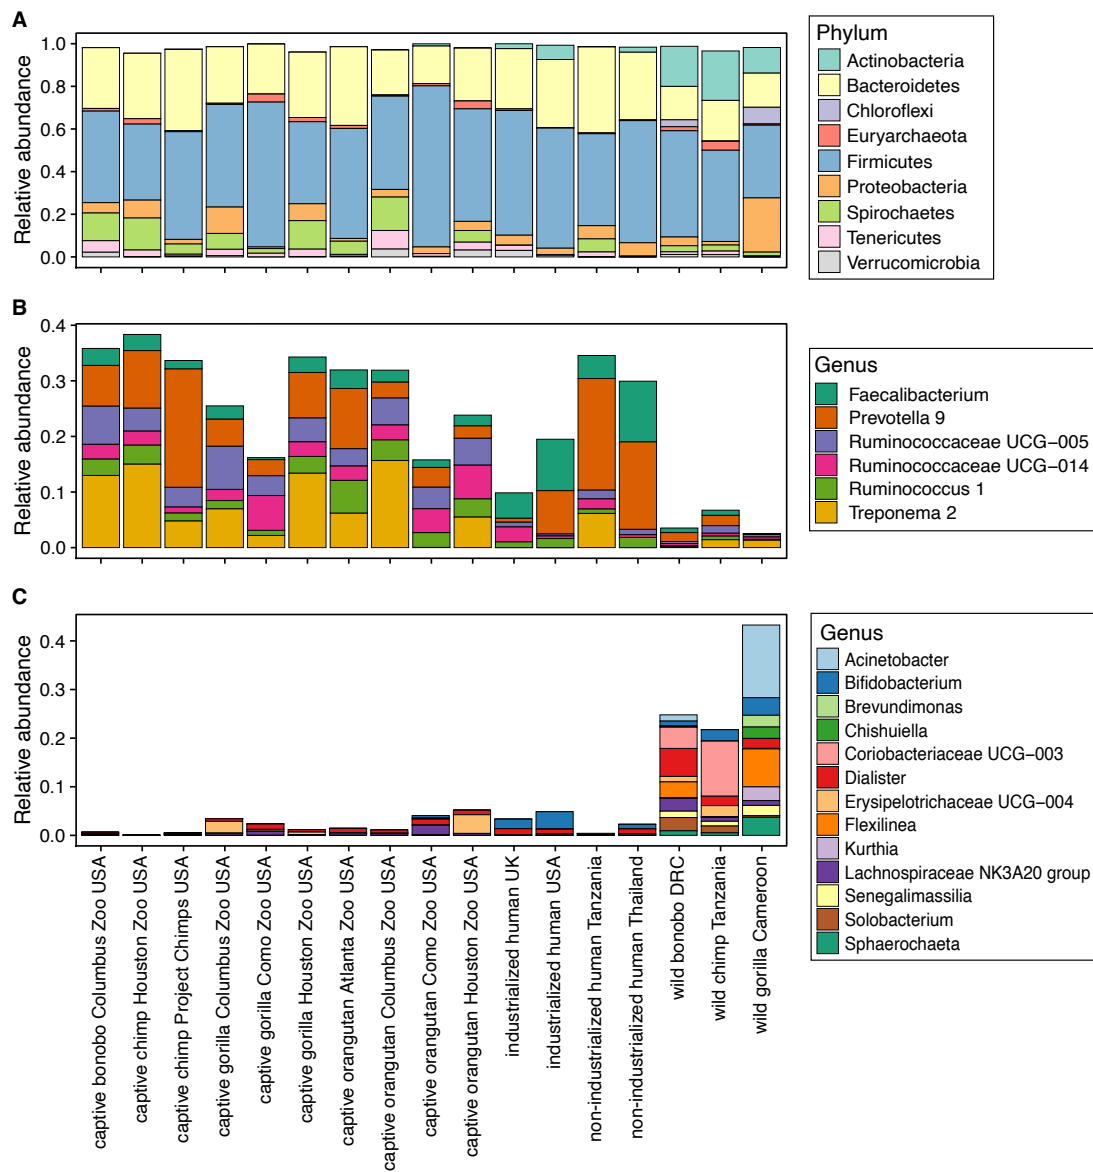 A
Relative abundance
1.0
0.8
0.6
0.4
0.2
0.0
Phylum
Actinobacteria
Bacteroidetes
Chloroflexi
Euryarchaeota
Firmicutes
Proteobacteria
Spirochaetes
Tenericutes
Verrucomicrobia
B
Relative abundance
0.4
0.3
0.2
0.1
0.0
Genus
Faecalibacterium
Prevotella 9
Ruminococcaceae UCG−005
Ruminococcaceae UCG−014
Ruminococcus 1
Treponema 2
C
Relative abundance
0.4
0.3
0.2
0.1
0.0
Genus
Acinetobacter
Bifidobacterium
Brevundimonas
Chishuiella
Coriobacteriaceae UCG−003
Dialister
Erysipelotrichaceae UCG−004
Flexilinea
Kurthia
Lachnospiraceae NK3A20 group
Senegalimassilia
Solobacterium
Sphaerochaeta
captive bonobo Columbus Zoo USA
captive chimp Houston Zoo USA
captive chimp Project Chimps USA
captive gorilla Columbus Zoo USA
captive gorilla Como Zoo USA
captive gorilla Houston Zoo USA
captive orangutan Atlanta Zoo USA
captive orangutan Columbus Zoo USA
captive orangutan Como Zoo USA
captive orangutan Houston Zoo USA
industrialized human UK
industrialized human USA
non−industrialized human Tanzania
non−industrialized human Thailand
wild bonobo DRC
wild chimp Tanzania
wild gorilla Cameroon